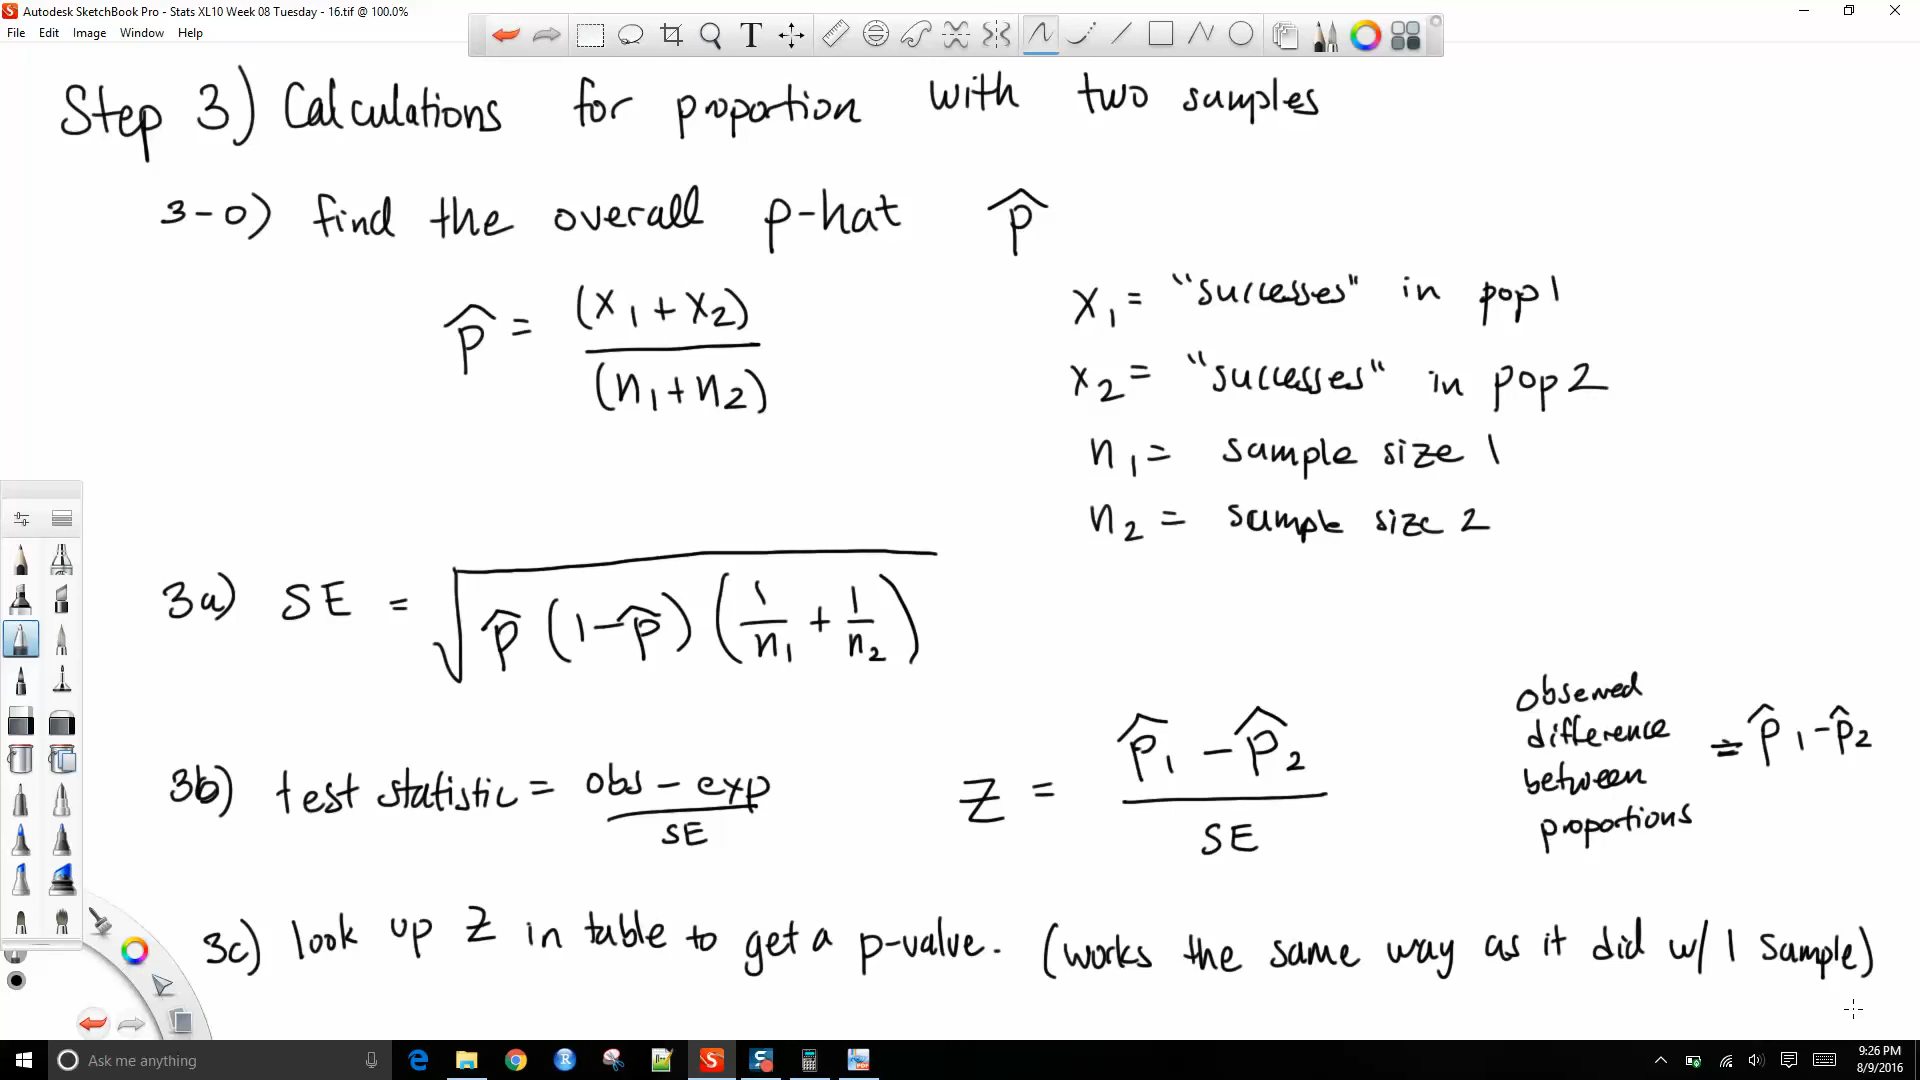 Autodesk SketchBook Pro - Stats XL10 Week 08 Tuesday - 16.tif @ 100.0%
File Edit Image Window Help
T
Step 3) Calculations for proportion with two samples
3-0) find the overall p-hat p̂
p̂ = (x₁ + x₂) / (n₁ + n₂)
x₁ = "successes" in pop 1
x₂ = "successes" in pop 2
n₁ = sample size 1
n₂ = sample size 2
3a) SE = √(p̂ (1-p̂) (1/n₁ + 1/n₂))
3b) test statistic = obs - exp / SE
Z = p̂₁ - p̂₂ / SE
observed
difference
between
proportions
= p̂₁ - p̂₂
3c) look up Z in table to get a p-value. (works the same way as it did w/ 1 sample)
Ask me anything
9:26 PM
8/9/2016